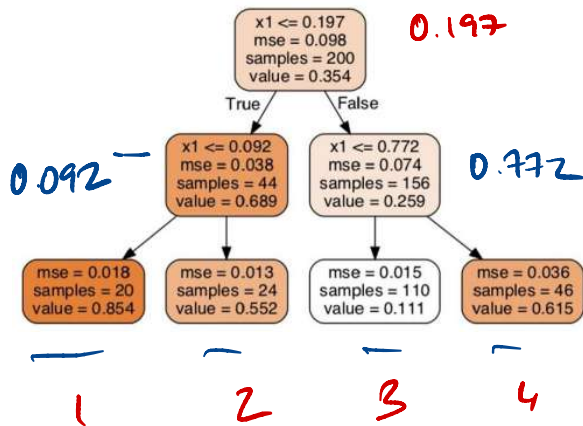 x1 <= 0.197
mse = 0.098
samples = 200
value = 0.354
0.197
True
False
x1 <= 0.092
mse = 0.038
samples = 44
value = 0.689
0.092
x1 <= 0.772
mse = 0.074
samples = 156
value = 0.259
0.772
mse = 0.018
samples = 20
value = 0.854
mse = 0.013
samples = 24
value = 0.552
mse = 0.015
samples = 110
value = 0.111
mse = 0.036
samples = 46
value = 0.615
1
2
3
4